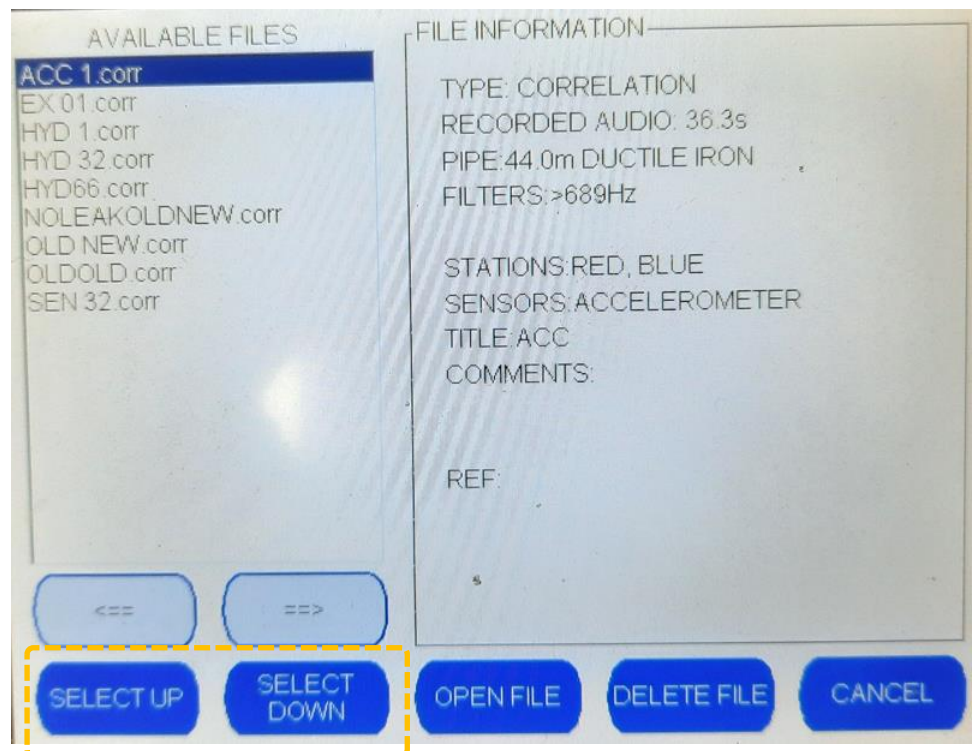 AVAILABLE FILES
ACC 1.corr
EX 01.corr
HYD 1.corr
HYD 32.corr
HYD66.corr
NOLEAKOLDNEW.corr
OLD NEW.corr
OLDOLD.corr
SEN 32.corr
<==
==>
SELECT UP
SELECT
DOWN
FILE INFORMATION
TYPE: CORRELATION
RECORDED AUDIO: 36.3s
PIPE:44.0m DUCTILE IRON
FILTERS:>689Hz
STATIONS:RED, BLUE
SENSORS:ACCELEROMETER
TITLE:ACC
COMMENTS:
REF:
OPEN FILE
DELETE FILE
CANCEL